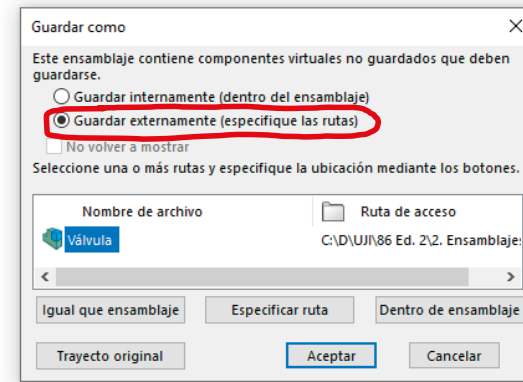 Guardar como
Este ensamblaje contiene componentes virtuales no guardados que deben
guardarse.
Guardar internamente (dentro del ensamblaje)
Guardar externamente (especifique las rutas)
No volver a mostrar
Seleccione una o más rutas y especifique la ubicación mediante los botones.
Nombre de archivo Ruta de acceso
Válvula C:\D\UJI\86 Ed. 2\2. Ensamblaje
Igual que ensamblaje Especificar ruta Dentro de ensamblaje
Trayecto original Aceptar Cancelar